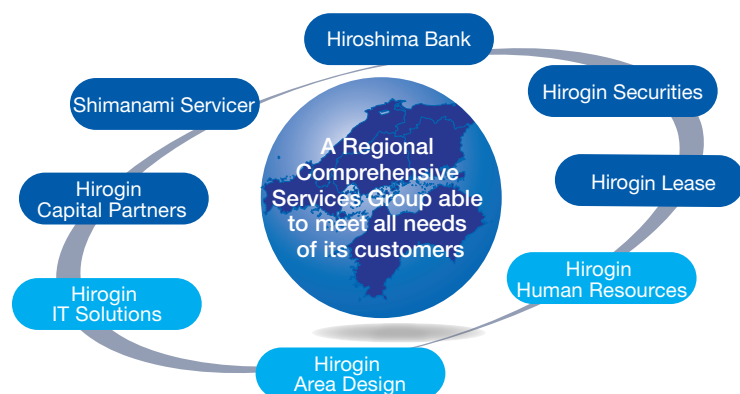 Hiroshima Bank
Shimanami Servicer
Hirogin Securities
A Regional
Comprehensive
Services Group able
to meet all needs
of its customers
Hirogin
Capital Partners
Hirogin Lease
Hirogin
IT Solutions
Hirogin
Human Resources
Hirogin
Area Design